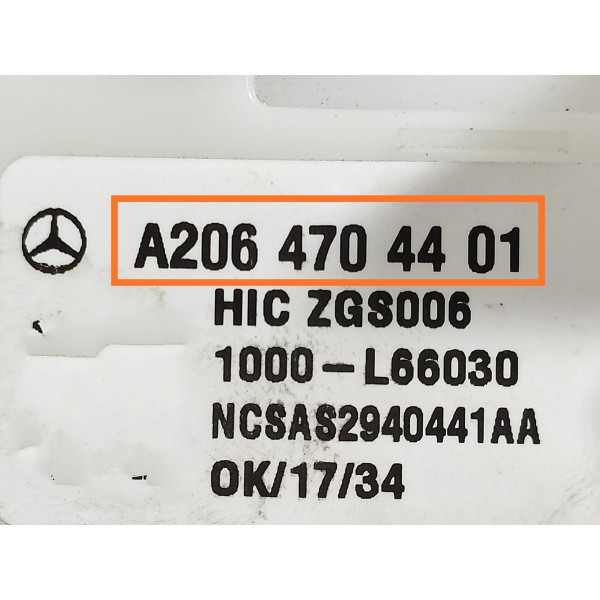 A206 470 44 01
HIC ZGS006
1000-L66030
NCSAS2940441AA
OK/17/34